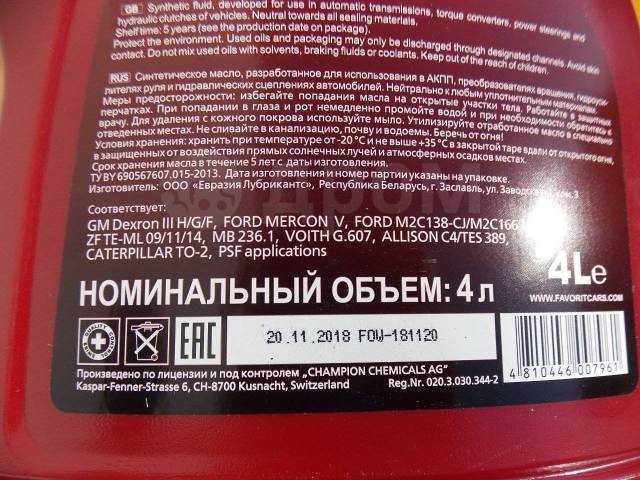 GB Synthetic fluid, developed for use in automatic transmissions, torque converters, power steering and
hydraulic clutches of vehicles. Neutral towards all sealing materials.
Shelf time: 5 years (see the production date on package).
Protect the environment. Used oils and packaging may only be discharged through designated channels. Avoid skin
contact. Do not mix used oils with solvents, braking fluids or coolants. Keep out of the reach of children.
RUS Синтетическое масло, разработанное для использования в АКПП, преобразователях вращения, гидроуси-
лителях руля и гидравлических сцеплениях автомобилей. Нейтрально к любым уплотнительным материалам.
Меры предосторожности: избегайте попадания масла на открытые участки тела. Работайте в защитных
перчатках. При попадании в глаза и рот немедленно промойте водой и при необходимости обратитесь к
врачу. Для удаления с кожного покрова используйте мыло. Утилизируйте отработанное масло в специально
отведенных местах. Не сливайте в канализацию, почву и водоемы. Беречь от огня!
Условия хранения: хранить при температуре от -20°C и не выше +35°C в закрытой таре вдали от открытого огня,
в защищенных от воздействия прямых солнечных лучей и атмосферных осадков местах.
Срок хранения масла в течение 5 лет с даты изготовления.
TУ BY 690567607.015-2013. Дата изготовления и номер партии указаны на упаковке.
Изготовитель: ООО «Евразия Лубрикантс», Республика Беларусь, г. Заславль, ул. Заводская 3
Соответствует:
GM Dexron III H/G/F, FORD MERCON V, FORD M2C138-CJ/M2C166
ZF TE-ML 09/11/14, MB 236.1, VOITH G.607, ALLISON C4/TES 389,
CATERPILLAR TO-2, PSF applications
4Le
НОМИНАЛЬНЫЙ ОБЪЕМ: 4 л
WWW.FAVORITCARS.COM
EAC
20.11.2018 FOW-181120
4 810446 007961
Произведено по лицензии и под контролем „CHAMPION CHEMICALS AG"
Kaspar-Fenner-Strasse 6, CH-8700 Kusnacht, Switzerland
Reg.Nr. 020.3.030.344-2